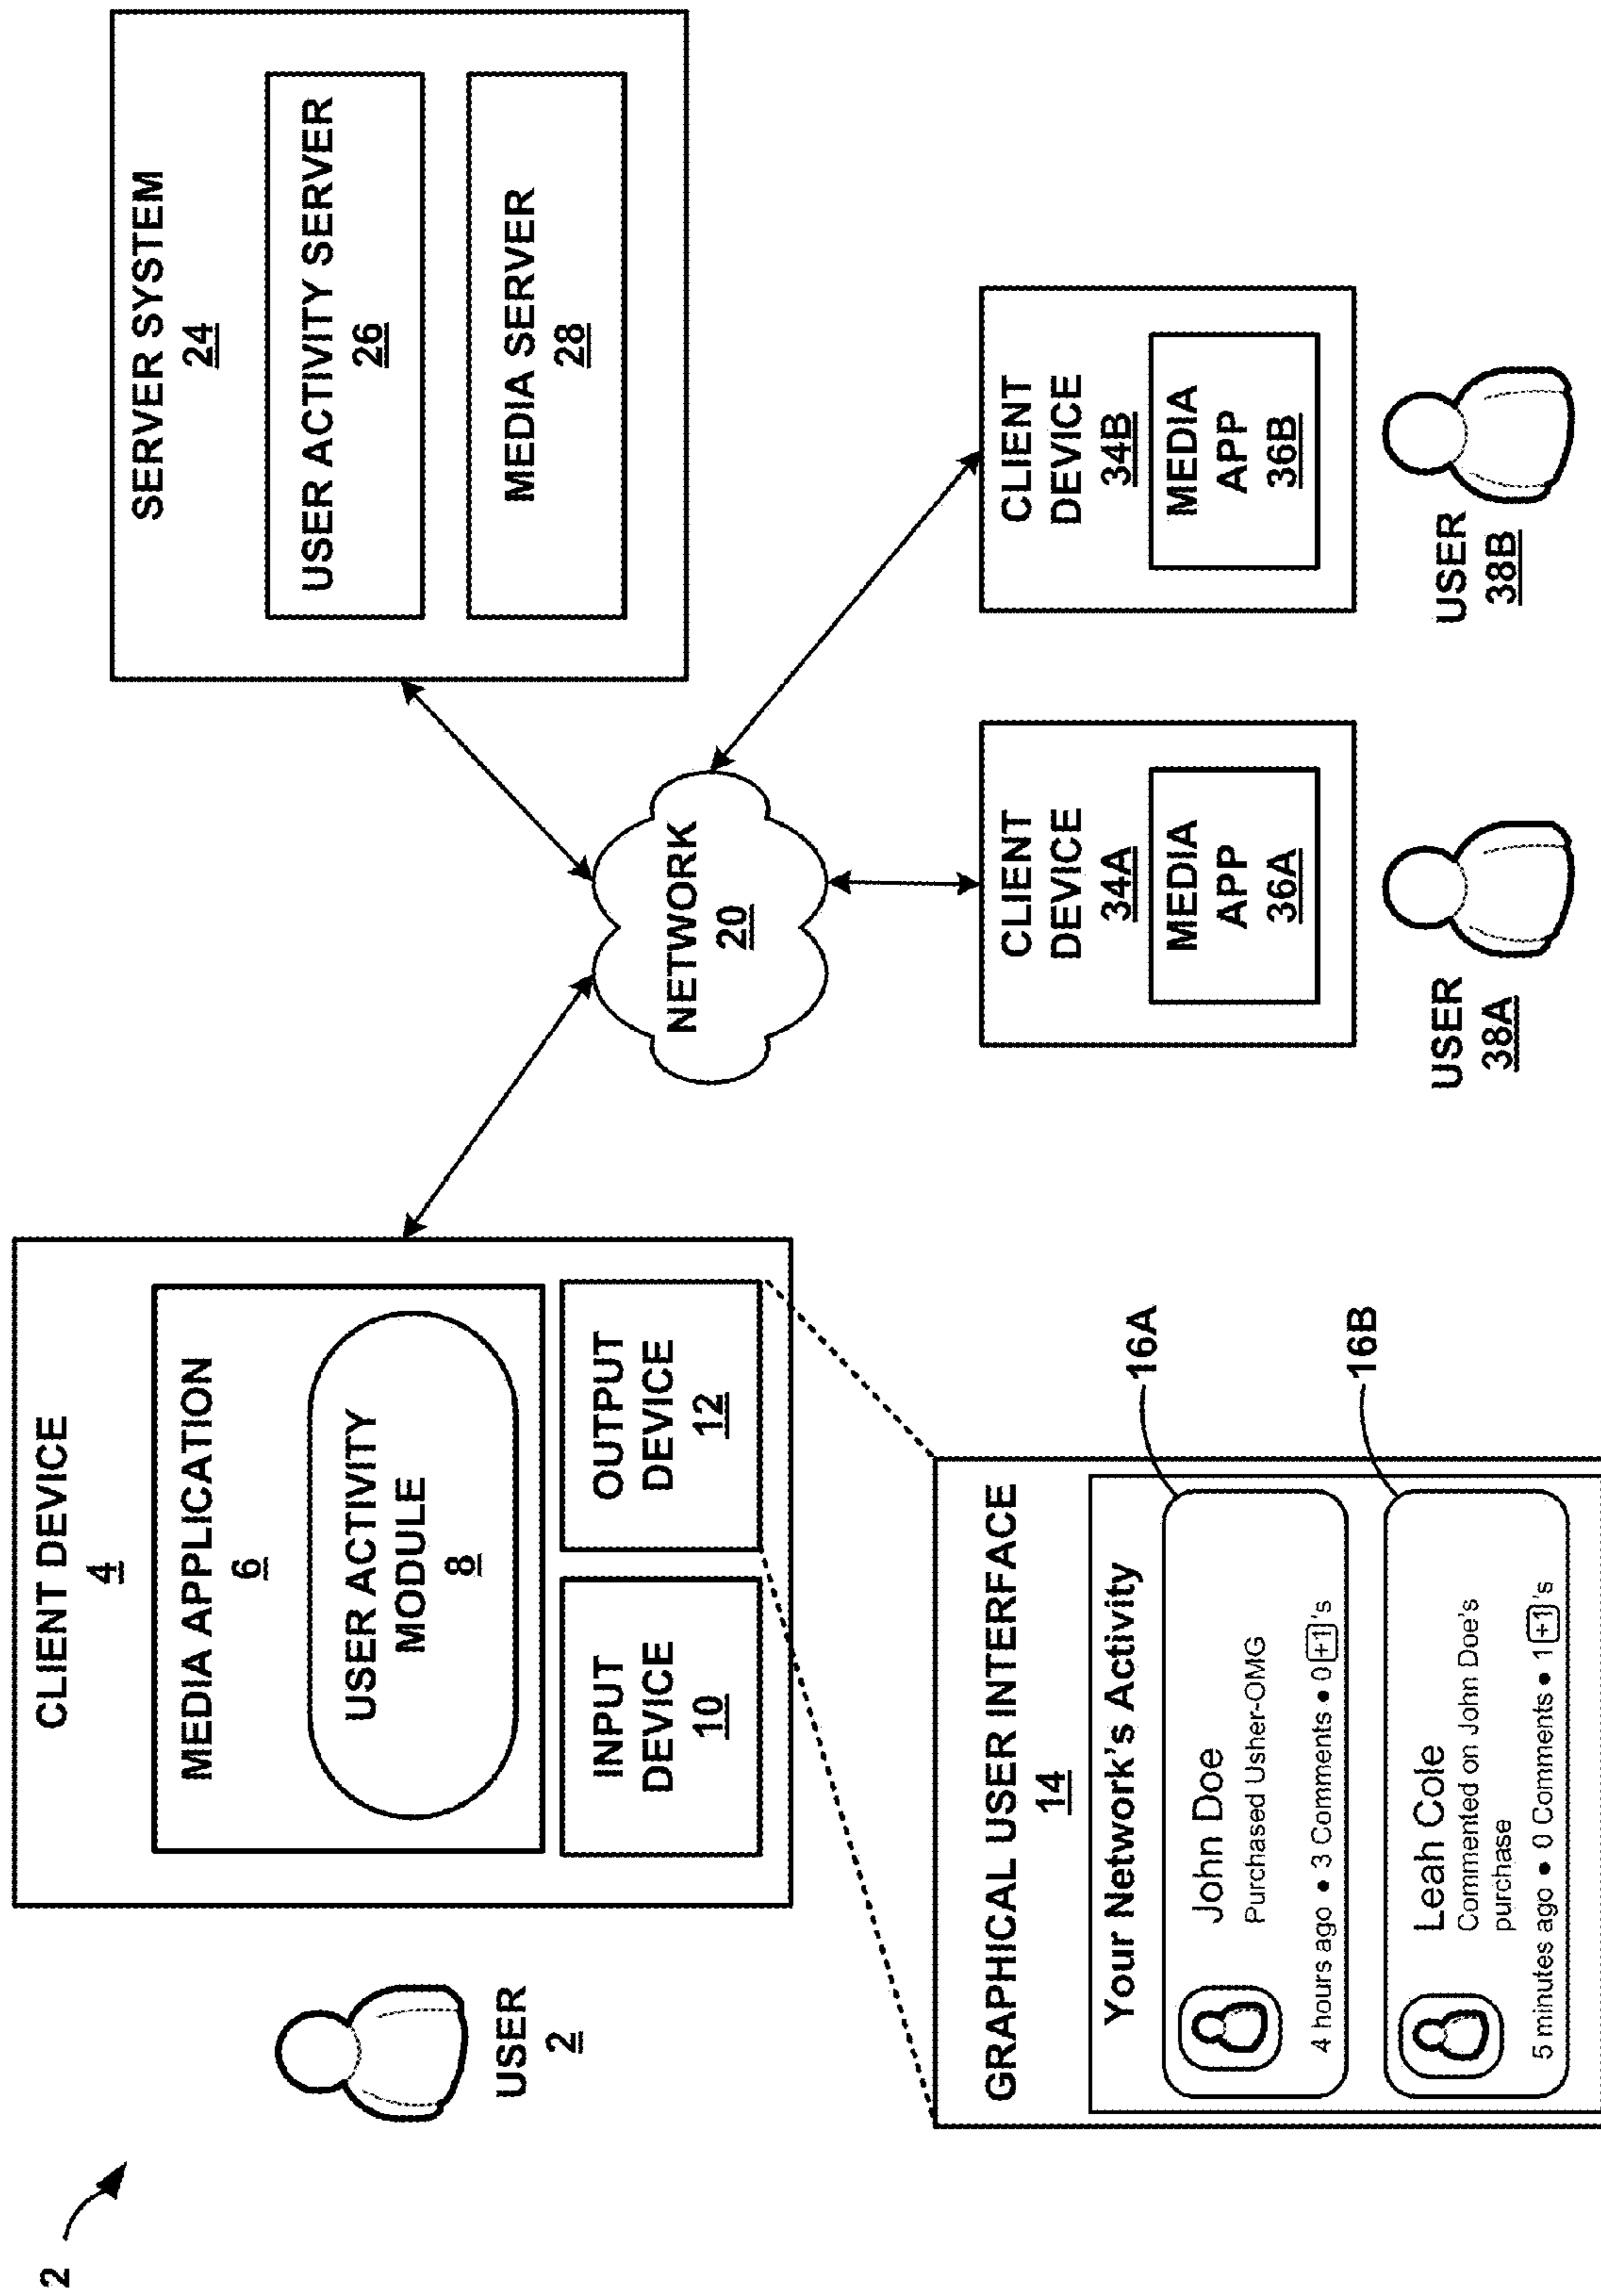 2
USER
2
CLIENT DEVICE
4
MEDIA APPLICATION
6
USER ACTIVITY
MODULE
8
INPUT
DEVICE
10
OUTPUT
DEVICE
12
GRAPHICAL USER INTERFACE
14
Your Network's Activity
John Doe
Purchased Usher-OMG
4 hours ago • 3 Comments • 0 +1's
16A
Leah Cole
Commented on John Doe's
purchase
5 minutes ago • 0 Comments • 1 +1's
16B
NETWORK
20
SERVER SYSTEM
24
USER ACTIVITY SERVER
26
MEDIA SERVER
28
CLIENT
DEVICE
34A
MEDIA
APP
36A
USER
38A
CLIENT
DEVICE
34B
MEDIA
APP
36B
USER
38B